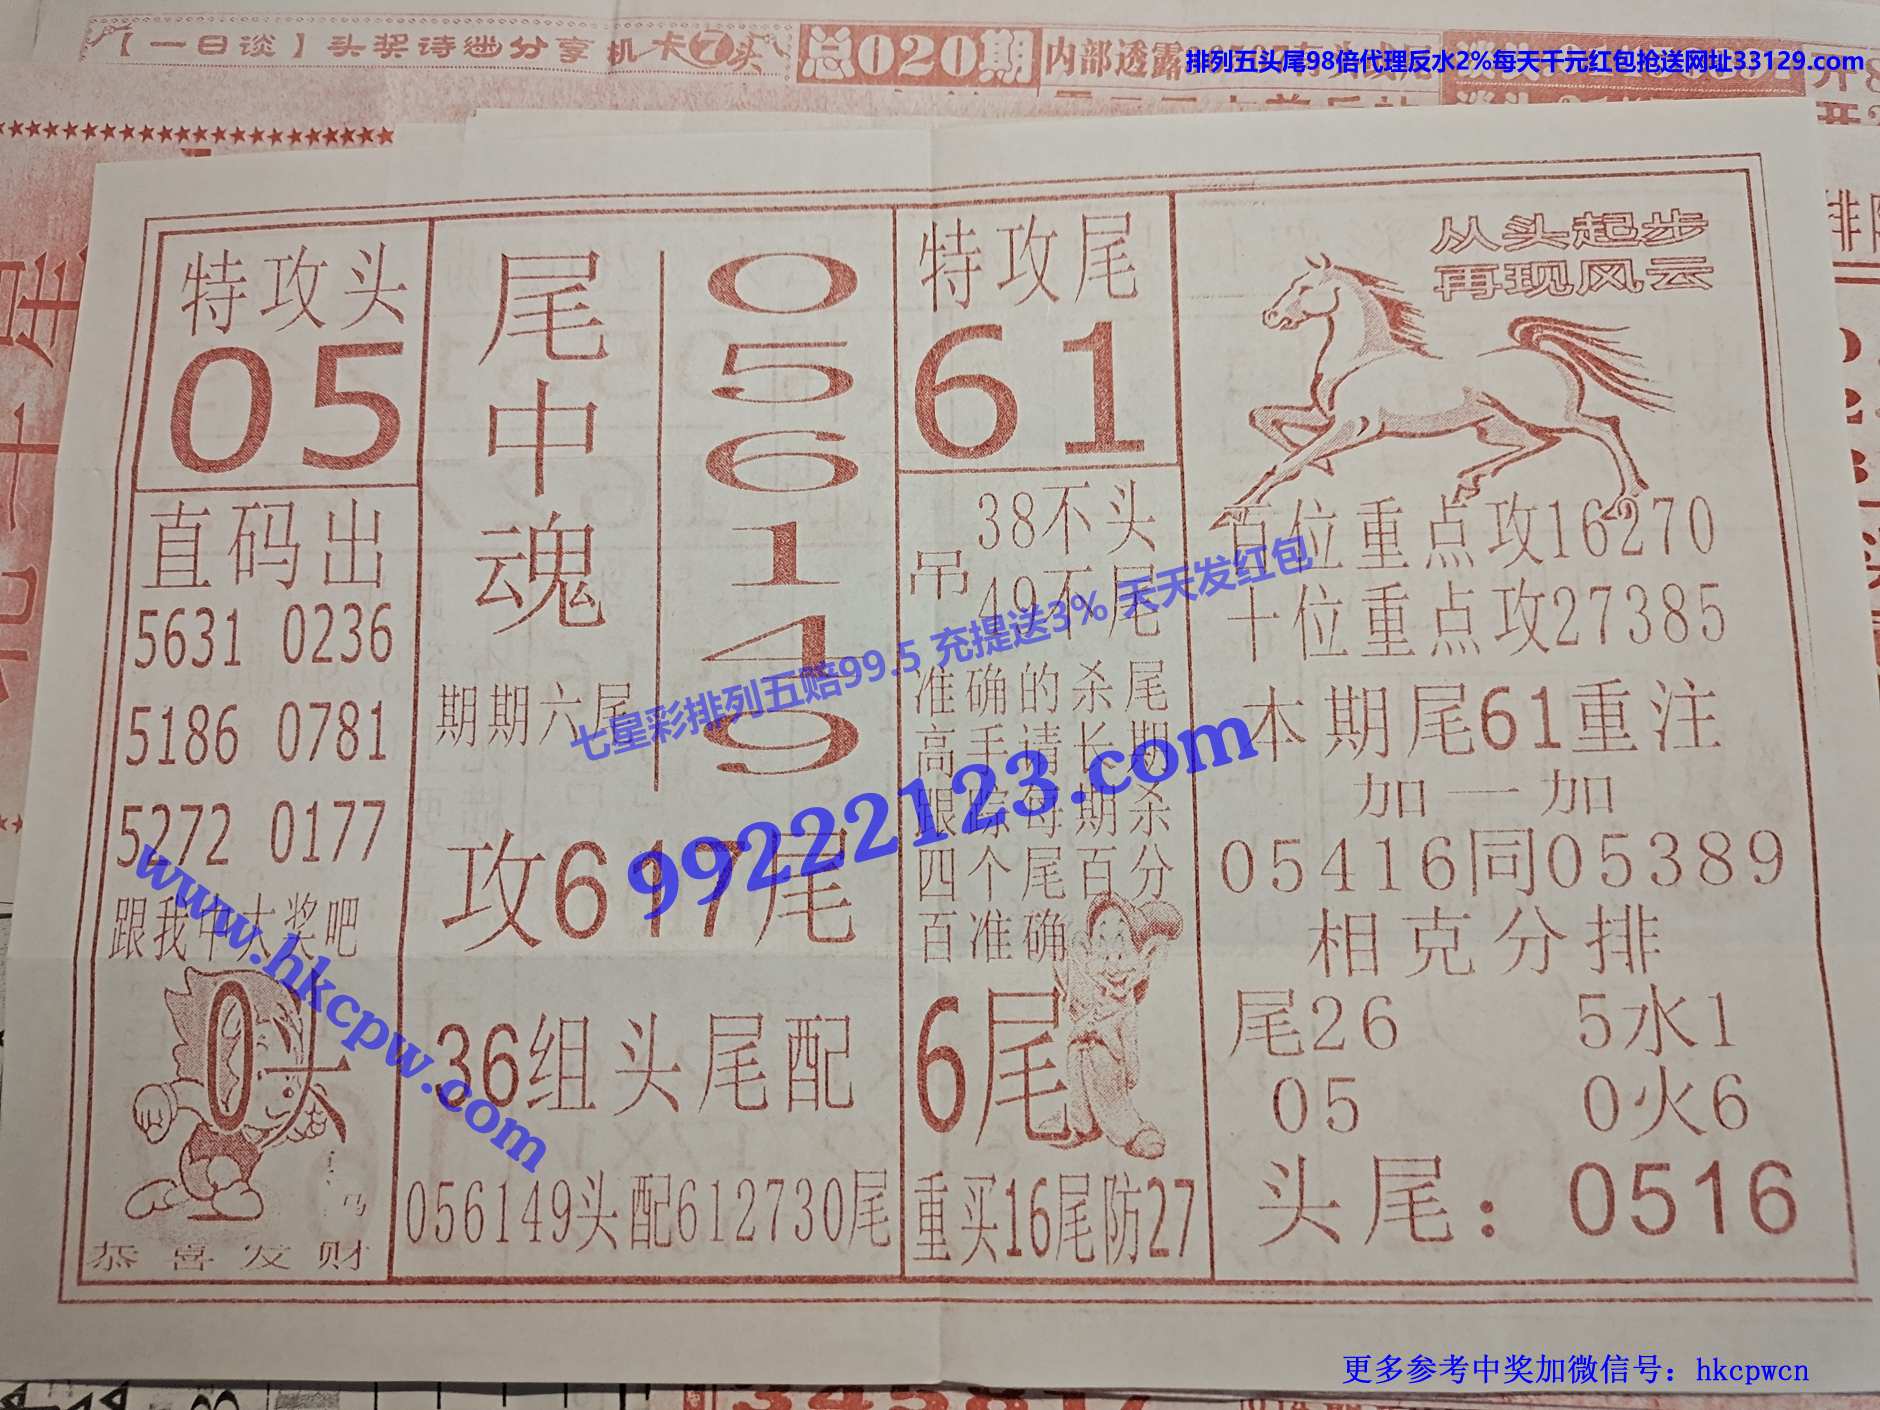 【一日谈】头奖诗谜分享
机卡7头
总020期
内部透露
排列五头尾98倍代理反水2%每天千元红包抢送网址33129.com
特攻头
05
直码出
5631 0236
5186 0781
5272 0177
跟我中大奖吧
0头
恭喜发财
尾中魂
期期六尾
056149
攻617尾
36组头尾配
056149头配612730尾
特攻尾
61
吊
38不头
49不尾
准确的杀尾
高手请长期
跟踪每期杀
四个尾百分
百准确
6尾
重买16尾防27
从头起步
再现风云
百位重点攻16270
十位重点攻27385
本期尾61重注
加一加
05416同05389
相克分排
尾26 5水1
05 0火6
头尾：0516
七星彩排列五赔99.5 充提送3% 天天发红包
99222123.com
www.hkcpw.com
更多参考中奖加微信号：hkcpwcn